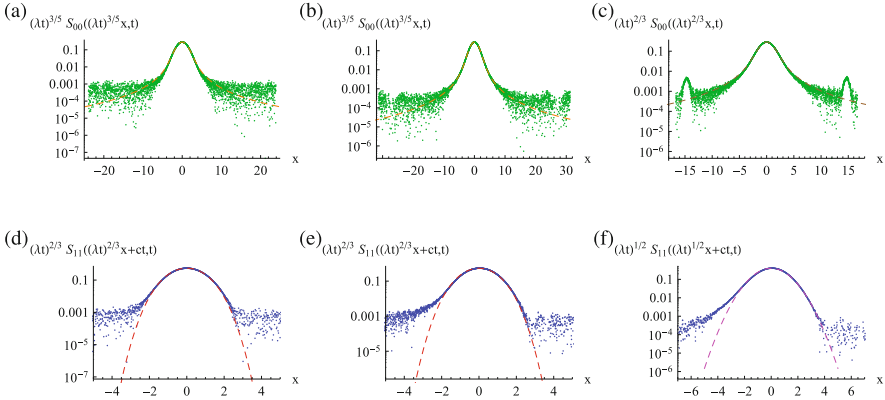 (a) (λt)^{3/5} S_{00}((λt)^{3/5}x,t)
0.1
0.001
10^{-4}
10^{-5}
10^{-6}
10^{-7}
−20 −10 0 10 20 x
(b) (λt)^{3/5} S_{00}((λt)^{3/5}x,t)
0.1
0.01
0.001
10^{-4}
10^{-5}
10^{-6}
−30 −20 −10 0 10 20 30 x
(c) (λt)^{2/3} S_{00}((λt)^{2/3}x,t)
0.1
0.01
0.001
10^{-4}
10^{-5}
10^{-6}
−15 −10 −5 0 5 10 15 x
(d) (λt)^{2/3} S_{11}((λt)^{2/3}x+ct,t)
0.1
0.001
10^{-5}
10^{-7}
−4 −2 0 2 4 x
(e) (λt)^{2/3} S_{11}((λt)^{2/3}x+ct,t)
0.1
0.001
10^{-5}
−4 −2 0 2 4 x
(f) (λt)^{1/2} S_{11}((λt)^{1/2}x+ct,t)
0.1
0.01
0.001
10^{-4}
10^{-5}
10^{-6}
−6 −4 −2 0 2 4 6 x